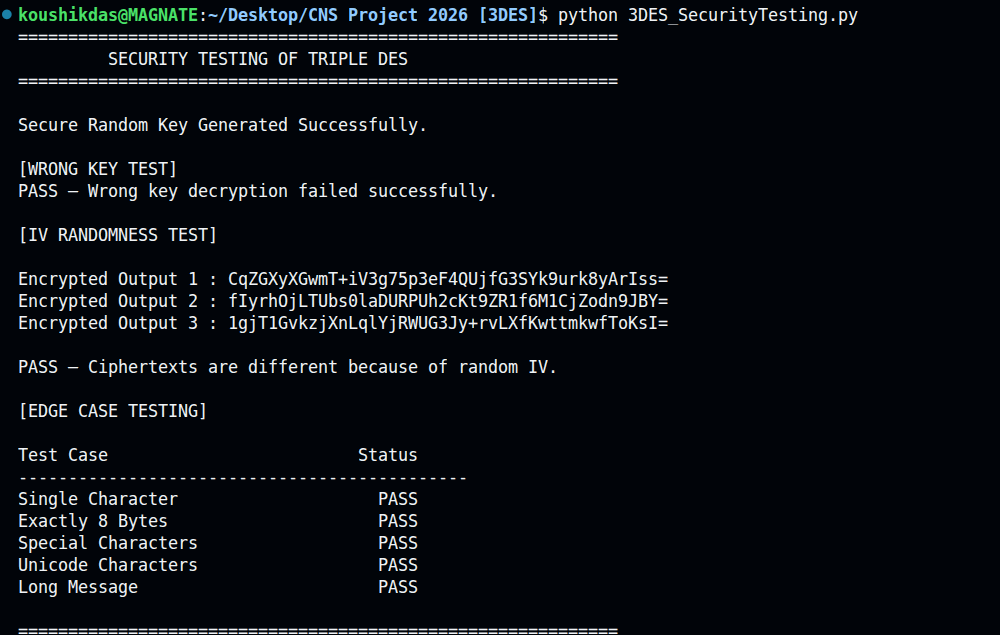 koushikdas@MAGNATE:~/Desktop/CNS Project 2026 [3DES]$ python 3DES_SecurityTesting.py
============================================================
SECURITY TESTING OF TRIPLE DES
============================================================
Secure Random Key Generated Successfully.
[WRONG KEY TEST]
PASS — Wrong key decryption failed successfully.
[IV RANDOMNESS TEST]
Encrypted Output 1 : CqZGXyXGwmT+iV3g75p3eF4QUjfG3SYk9urk8yArIss=
Encrypted Output 2 : fIyrhOjLTUbs0laDURPUh2cKt9ZR1f6M1CjZodn9JBY=
Encrypted Output 3 : 1gjT1GvkzjXnLqlYjRWUG3Jy+rvLXfKwttmkwfToKsI=
PASS — Ciphertexts are different because of random IV.
[EDGE CASE TESTING]
Test Case Status
---------------------------------------------
Single Character PASS
Exactly 8 Bytes PASS
Special Characters PASS
Unicode Characters PASS
Long Message PASS
============================================================